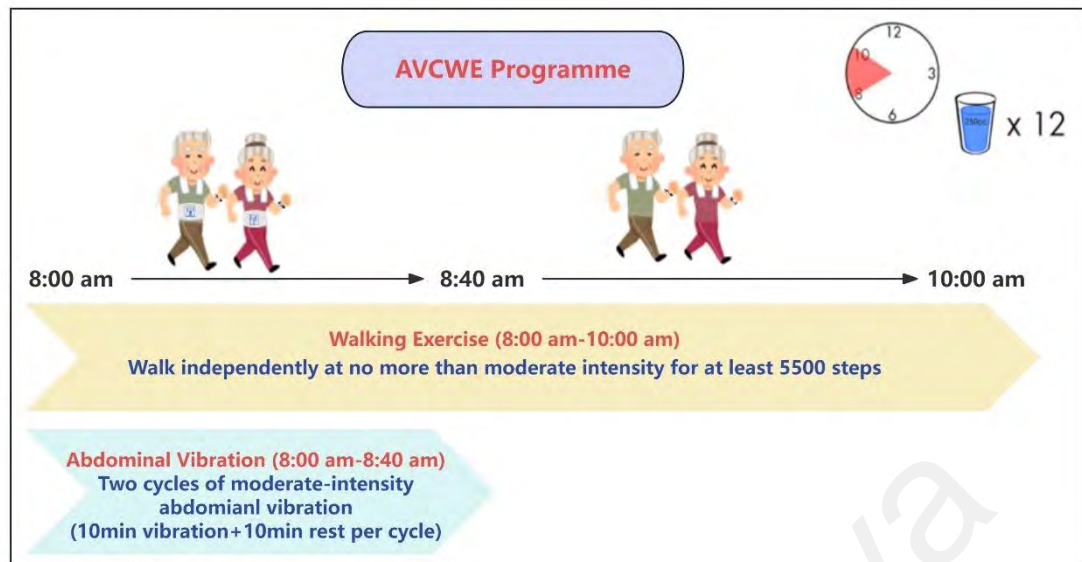 AVCWE Programme
12
10
3
8
6
250cc
x 12
8:00 am
8:40 am
10:00 am
Walking Exercise (8:00 am-10:00 am)
Walk independently at no more than moderate intensity for at least 5500 steps
Abdominal Vibration (8:00 am-8:40 am)
Two cycles of moderate-intensity
abdomianl vibration
(10min vibration+10min rest per cycle)
va